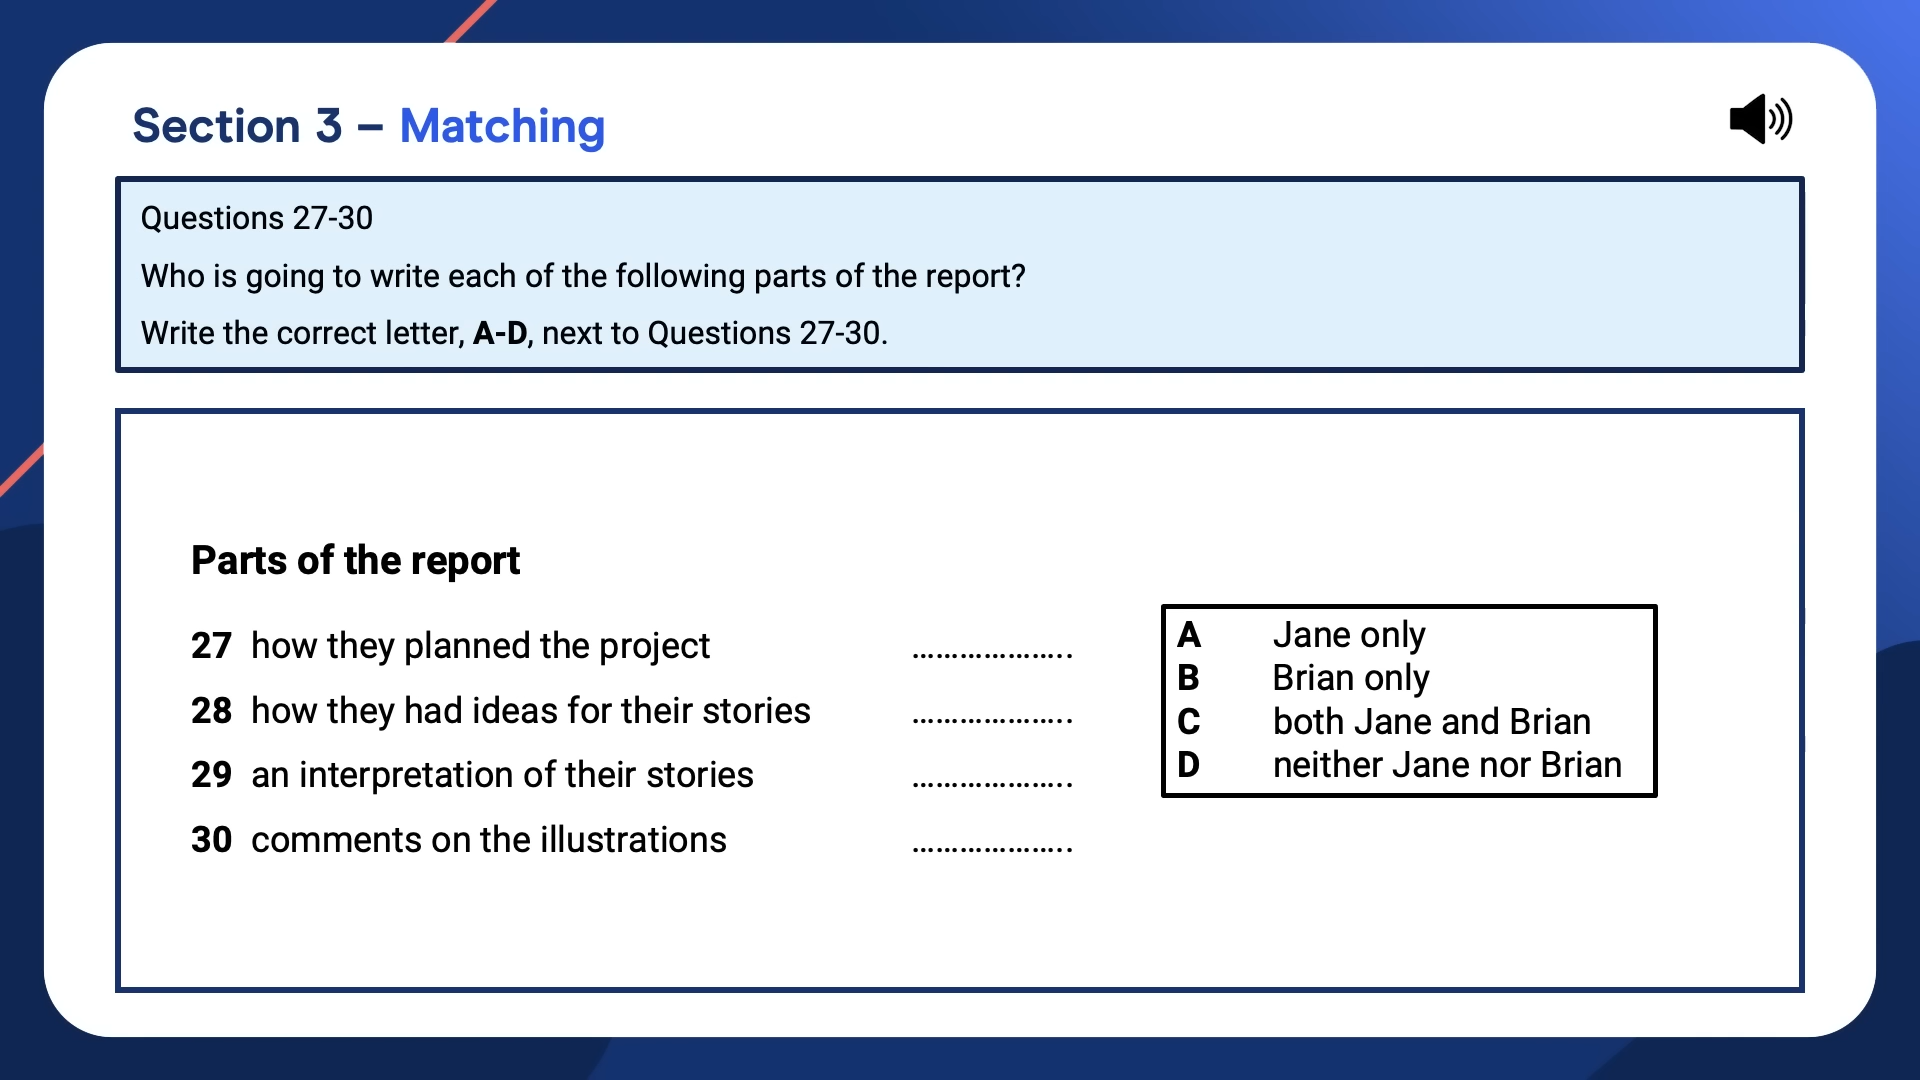 Section 3 – Matching
Questions 27-30
Who is going to write each of the following parts of the report?
Write the correct letter, A-D, next to Questions 27-30.
Parts of the report
27 how they planned the project ………………..
28 how they had ideas for their stories ………………..
29 an interpretation of their stories ………………..
30 comments on the illustrations ………………..
A Jane only
B Brian only
C both Jane and Brian
D neither Jane nor Brian